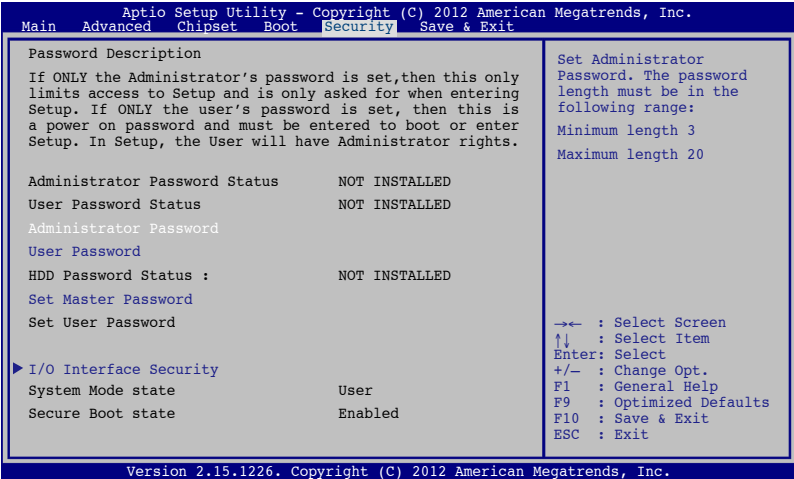 Aptio Setup Utility – Copyright (C) 2012 American Megatrends, Inc.
Main Advanced Chipset Boot Security Save & Exit
Password Description
If ONLY the Administrator's password is set,then this only
limits access to Setup and is only asked for when entering
Setup. If ONLY the user's password is set, then this is
a power on password and must be entered to boot or enter
Setup. In Setup, the User will have Administrator rights.
Administrator Password Status NOT INSTALLED
User Password Status NOT INSTALLED
Administrator Password
User Password
HDD Password Status : NOT INSTALLED
Set Master Password
Set User Password
I/O Interface Security
System Mode state User
Secure Boot state Enabled
Set Administrator
Password. The password
length must be in the
following range:
Minimum length 3
Maximum length 20
→← : Select Screen
↑↓ : Select Item
Enter: Select
+/— : Change Opt.
F1 : General Help
F9 : Optimized Defaults
F10 : Save & Exit
ESC : Exit
Version 2.15.1226. Copyright (C) 2012 American Megatrends, Inc.